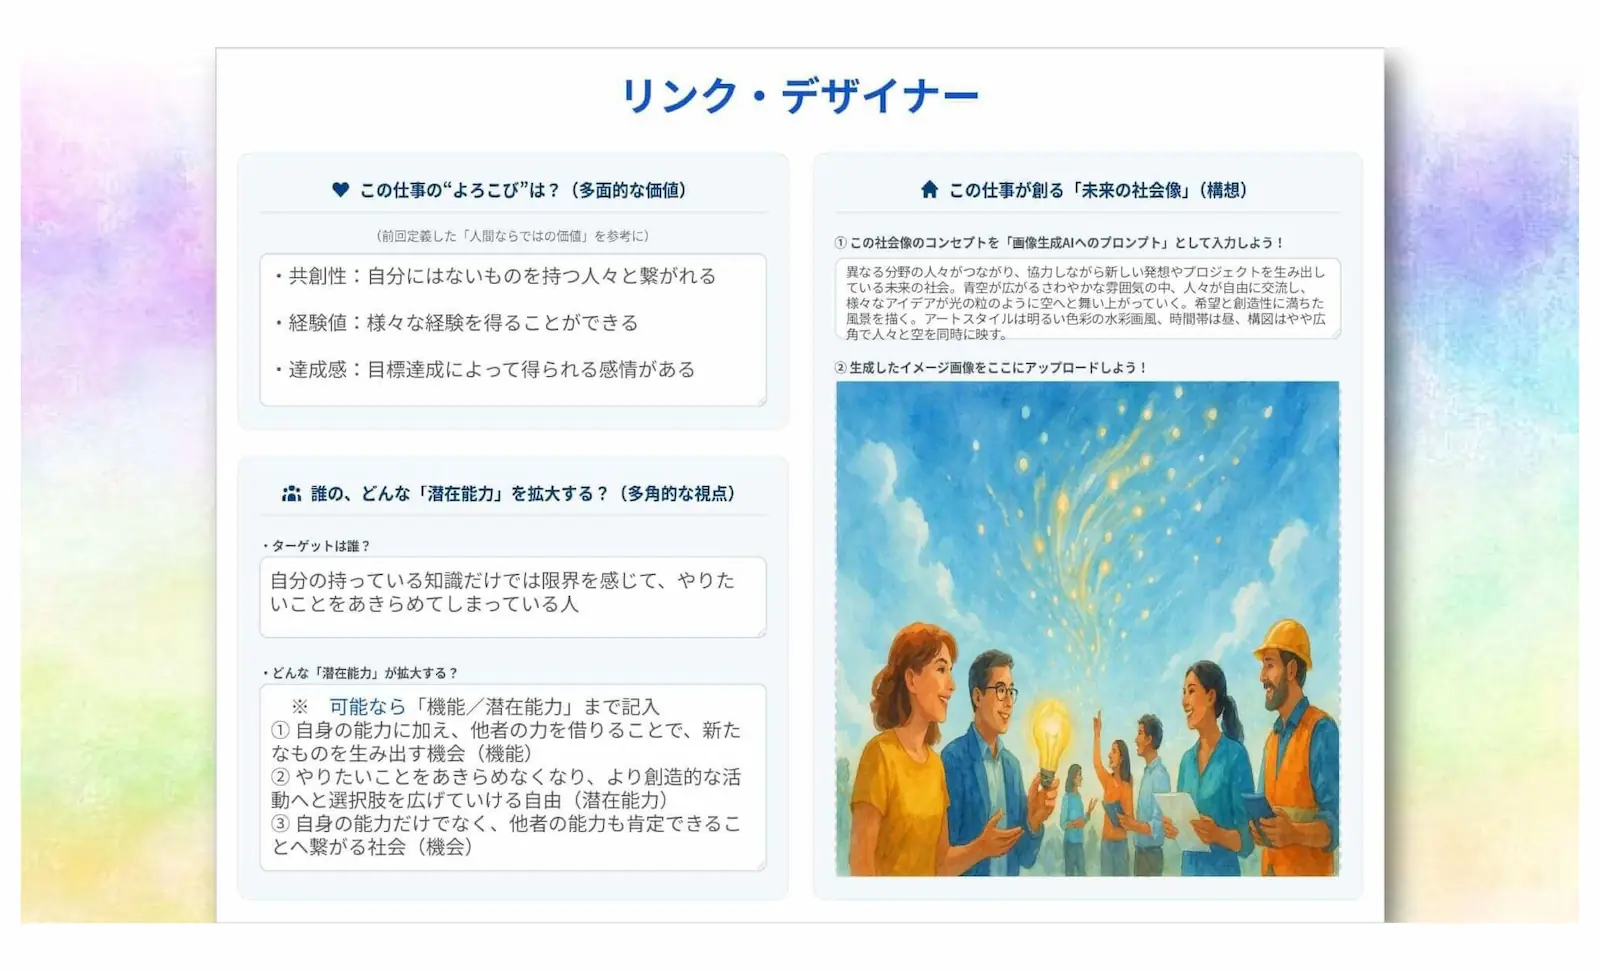 リンク・デザイナー
この仕事の“よろこび”は？（多面的な価値）
（前回定義した「人間ならではの価値」を参考に）
・共創性：自分にはないものを持つ人々と繋がれる
・経験値：様々な経験を得ることができる
・達成感：目標達成によって得られる感情がある
誰の、どんな「潜在能力」を拡大する？（多角的な視点）
・ターゲットは誰？
自分の持っている知識だけでは限界を感じて、やりた
いことをあきらめてしまっている人
・どんな「潜在能力」が拡大する？
※　可能なら「機能／潜在能力」まで記入
① 自身の能力に加え、他者の力を借りることで、新た
なものを生み出す機会（機能）
② やりたいことをあきらめなくなり、より創造的な活
動へと選択肢を広げていける自由（潜在能力）
③ 自身の能力だけでなく、他者の能力も肯定できるこ
とへ繋がる社会（機会）
この仕事が創る「未来の社会像」（構想）
① この社会像のコンセプトを「画像生成AIへのプロンプト」として入力しよう！
異なる分野の人々がつながり、協力しながら新しい発想やプロジェクトを生み出し
ている未来の社会。青空が広がるさわやかな雰囲気の中、人々が自由に交流し、
様々なアイデアが光の粒のように空へと舞い上がっていく。希望と創造性に満ちた
風景を描く。アートスタイルは明るい色彩の水彩画風、時間帯は昼、構図はやや広
角で人々と空を同時に映す。
② 生成したイメージ画像をここにアップロードしよう！